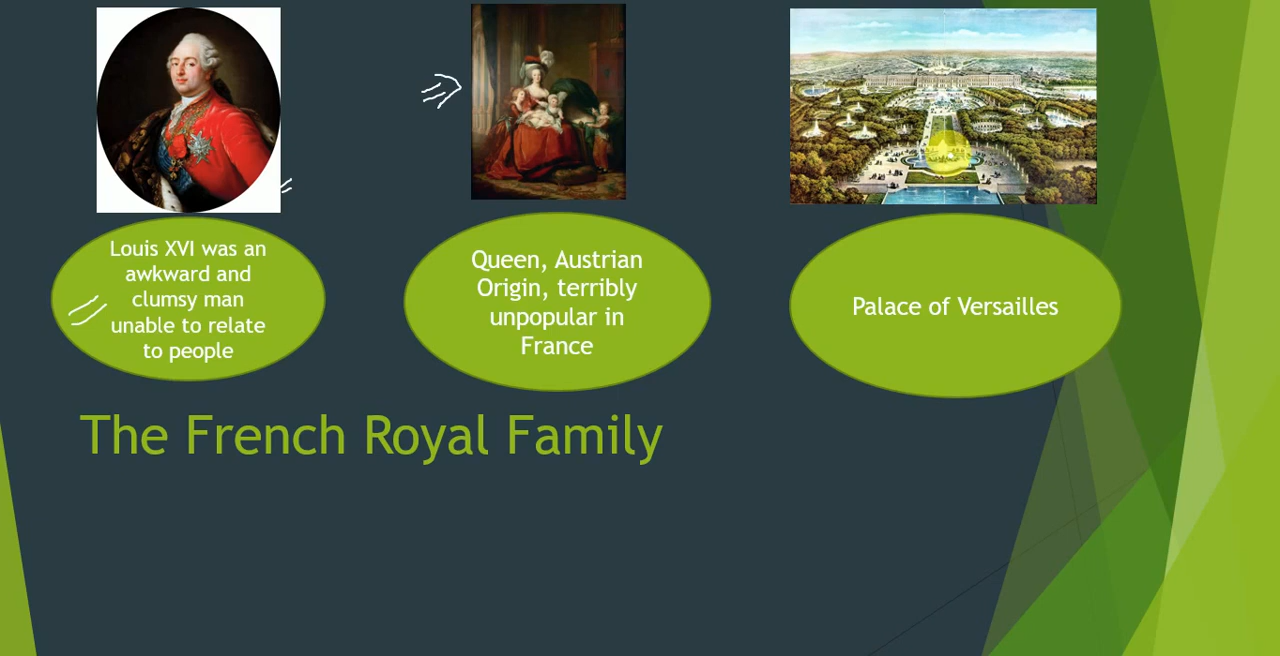 Louis XVI was an
awkward and
clumsy man
unable to relate
to people
Queen, Austrian
Origin, terribly
unpopular in
France
Palace of Versailles
The French Royal Family